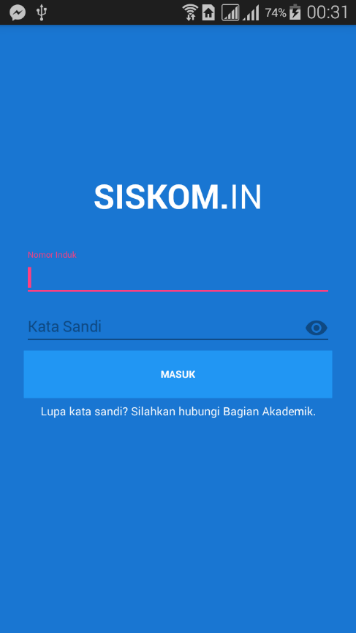 74% 00:31
SISKOM.IN
Nomor Induk
Kata Sandi
MASUK
Lupa kata sandi? Silahkan hubungi Bagian Akademik.